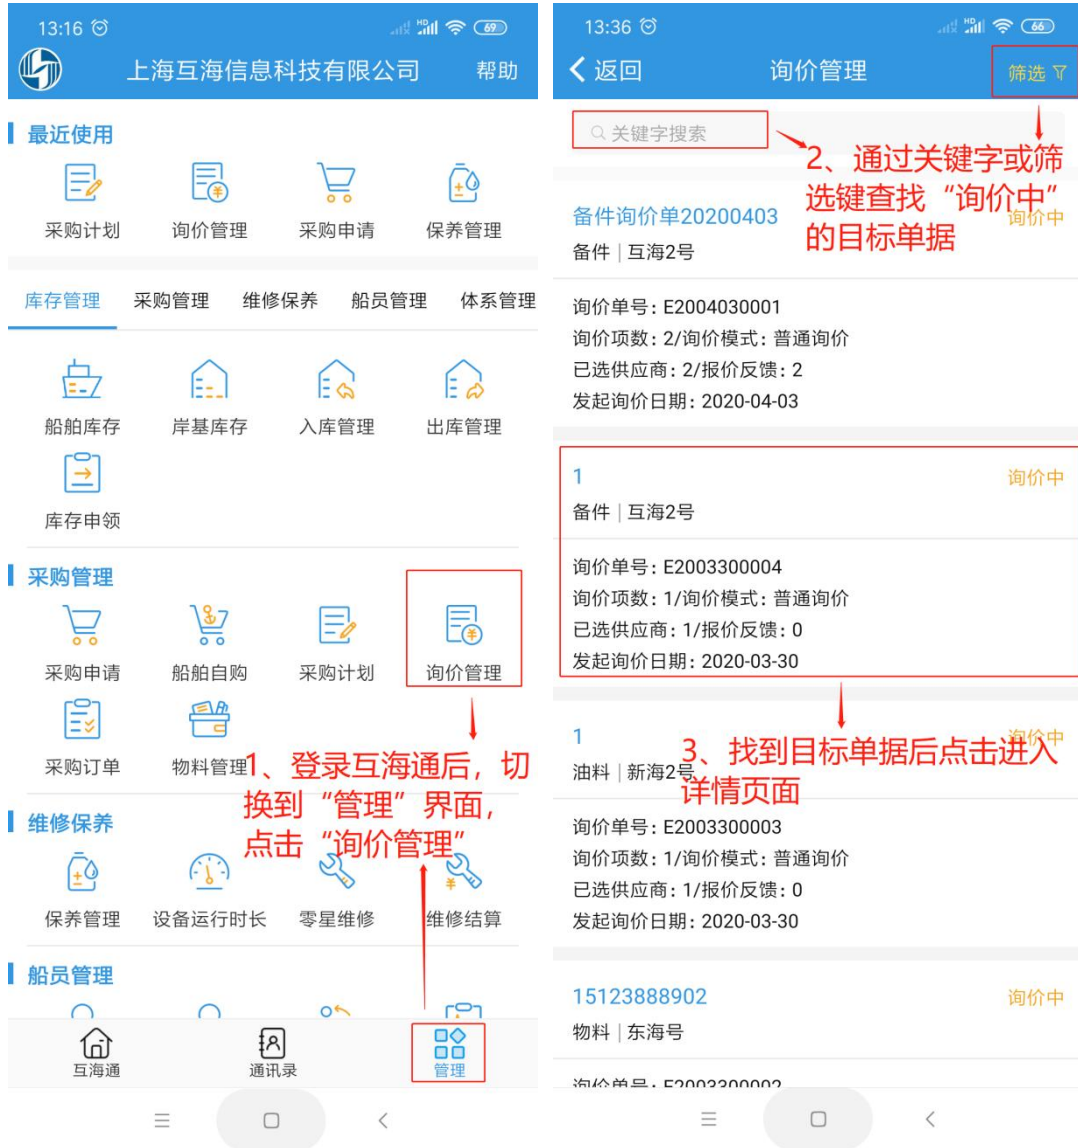 13:16
HD
69
上海互海信息科技有限公司
帮助
最近使用
采购计划
询价管理
采购申请
保养管理
库存管理
采购管理
维修保养
船员管理
体系管理
船舶库存
岸基库存
入库管理
出库管理
库存申领
采购管理
采购申请
船舶自购
采购计划
询价管理
采购订单
物料管理
1、登录互海通后，切
换到“管理”界面，
点击“询价管理”
维修保养
保养管理
设备运行时长
零星维修
维修结算
船员管理
互海通
通讯录
管理
13:36
HD
66
返回
询价管理
筛选
关键字搜索
2、通过关键字或筛
选键查找“询价中”
的目标单据
备件询价单20200403
询价中
备件 | 互海2号
询价单号: E2004030001
询价项数: 2/询价模式: 普通询价
已选供应商: 2/报价反馈: 2
发起询价日期: 2020-04-03
1
询价中
备件 | 互海2号
询价单号: E2003300004
询价项数: 1/询价模式: 普通询价
已选供应商: 1/报价反馈: 0
发起询价日期: 2020-03-30
1
询价中
3、找到目标单据后点击进入
详情页面
油料 | 新海2号
询价单号: E2003300003
询价项数: 1/询价模式: 普通询价
已选供应商: 1/报价反馈: 0
发起询价日期: 2020-03-30
15123888902
询价中
物料 | 东海号
询价单号: E2003300002